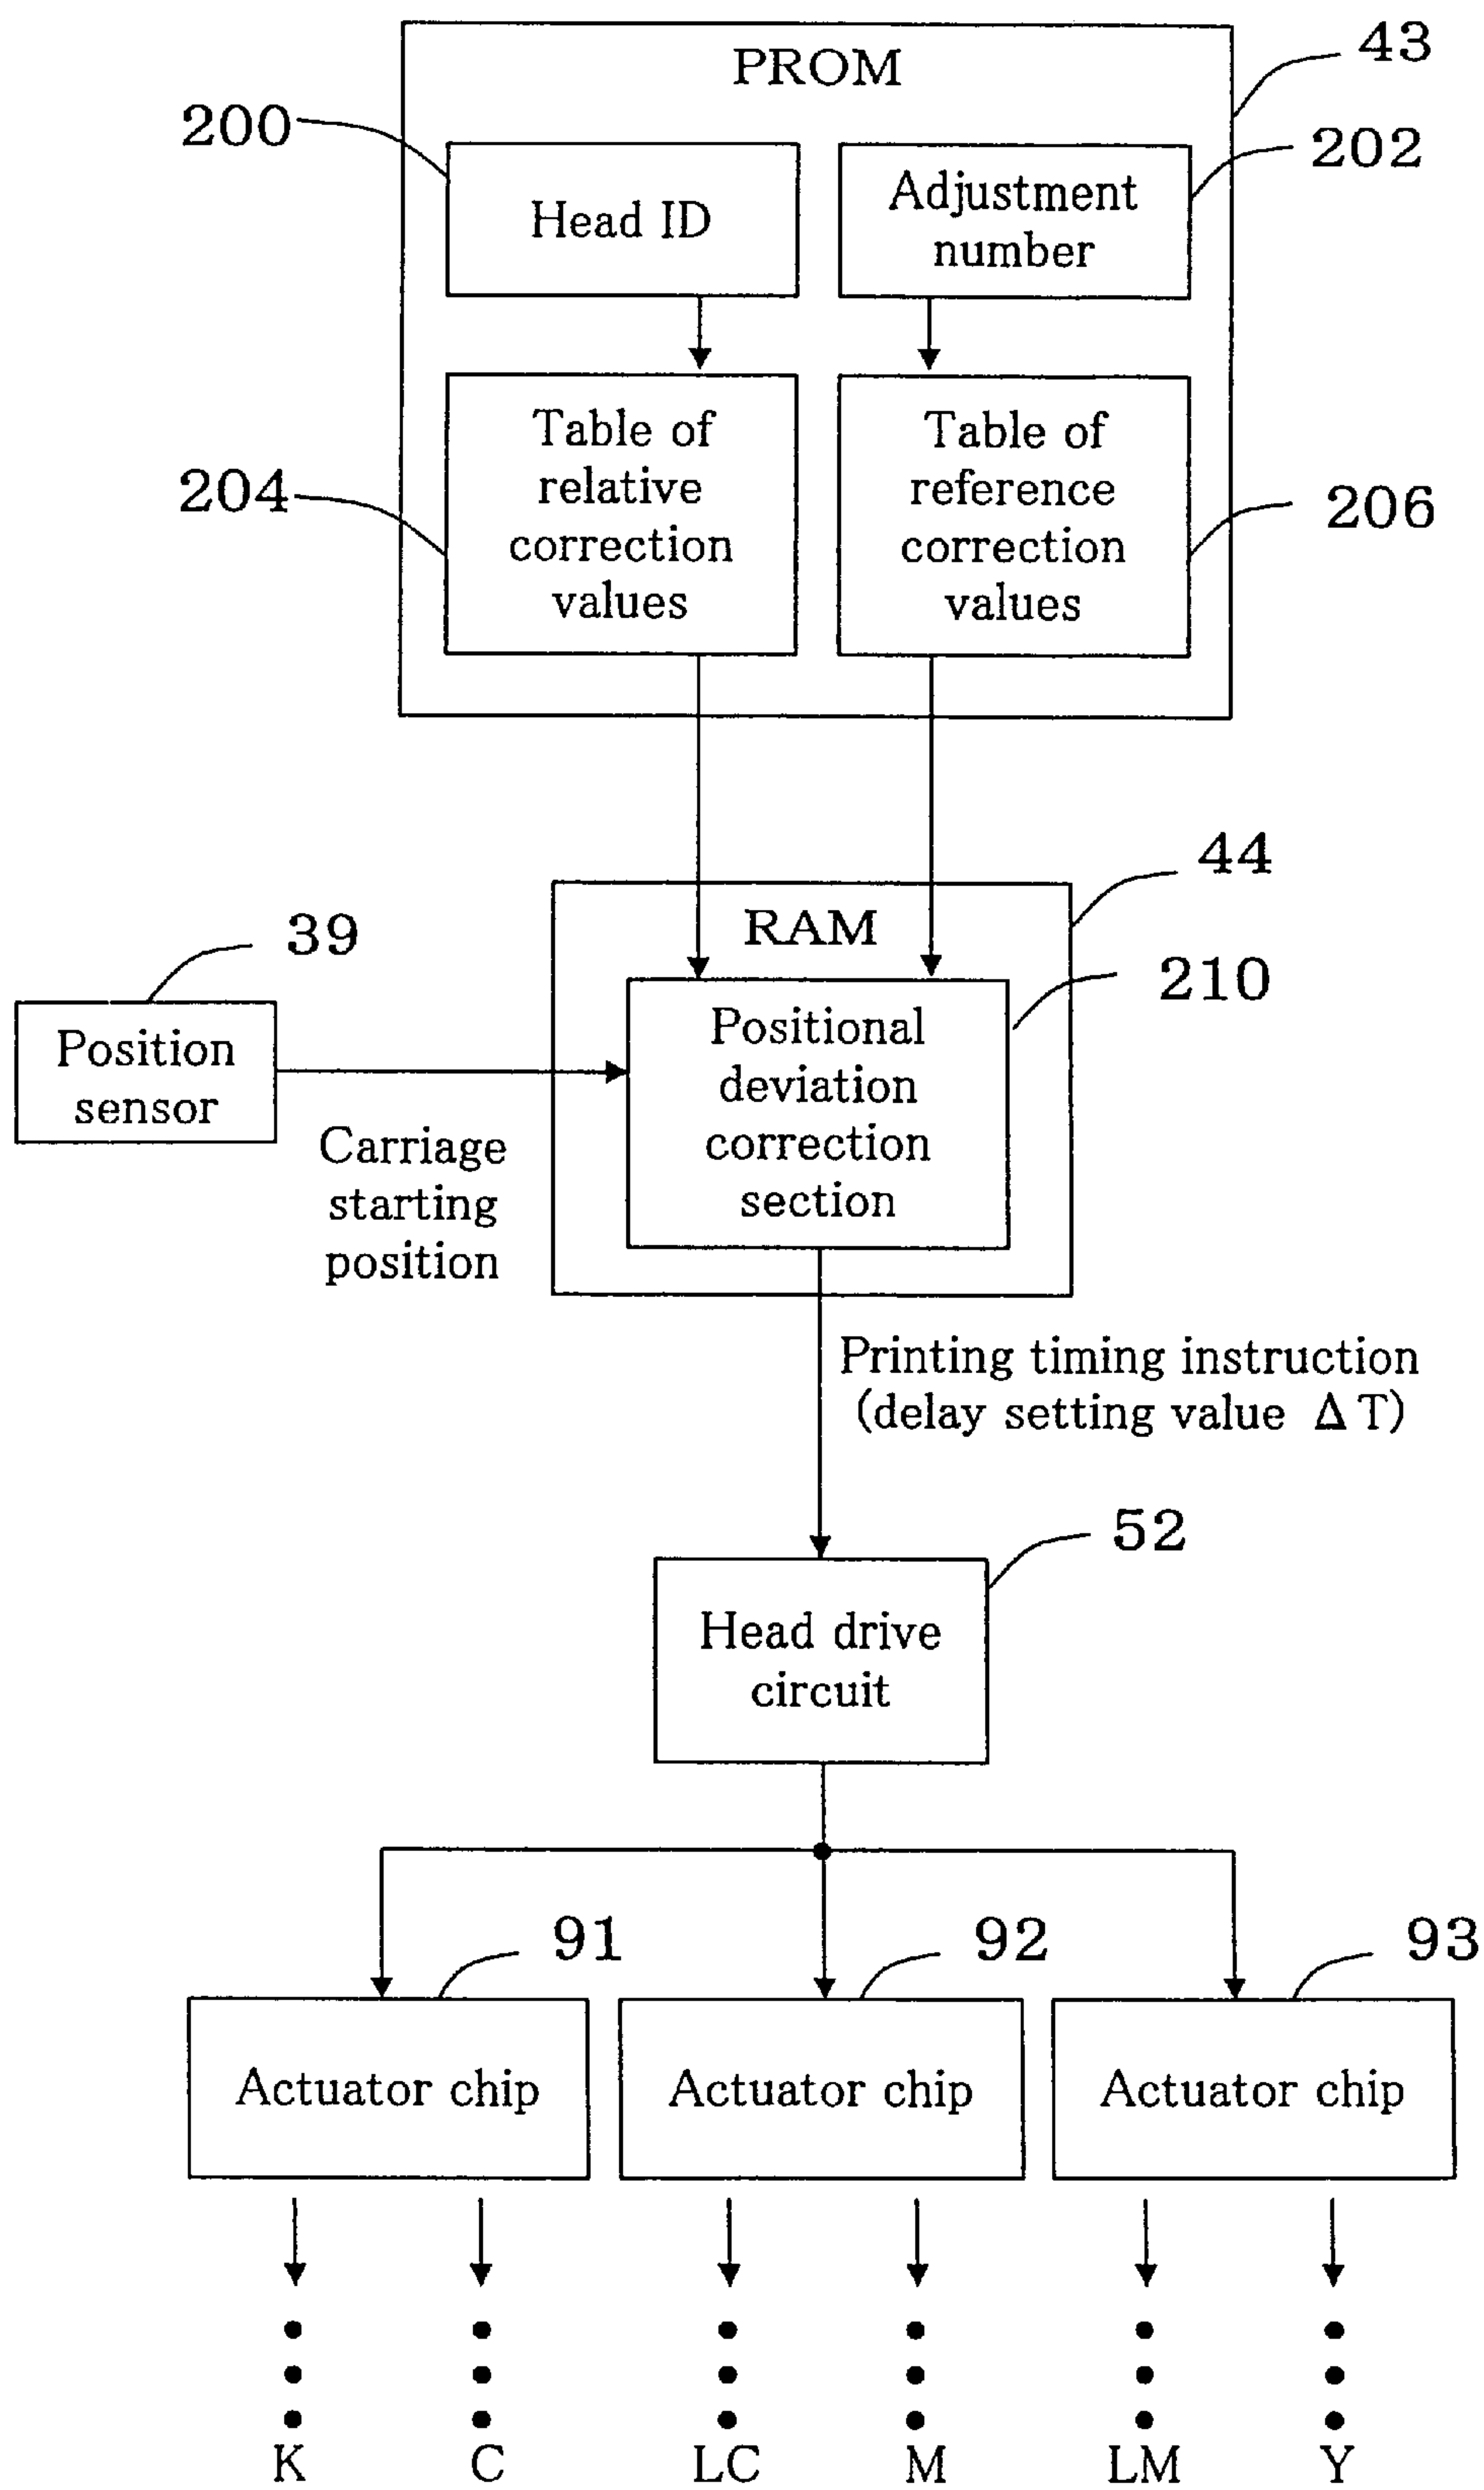 PROM
43
200
202
Head ID
Adjustment
number
204
Table of
relative
correction
values
Table of
reference
correction
values
206
44
RAM
39
210
Position
sensor
Carriage
starting
position
Positional
deviation
correction
section
Printing timing instruction
(delay setting value Δ T)
52
Head drive
circuit
91
92
93
Actuator chip
Actuator chip
Actuator chip
K C LC M LM Y